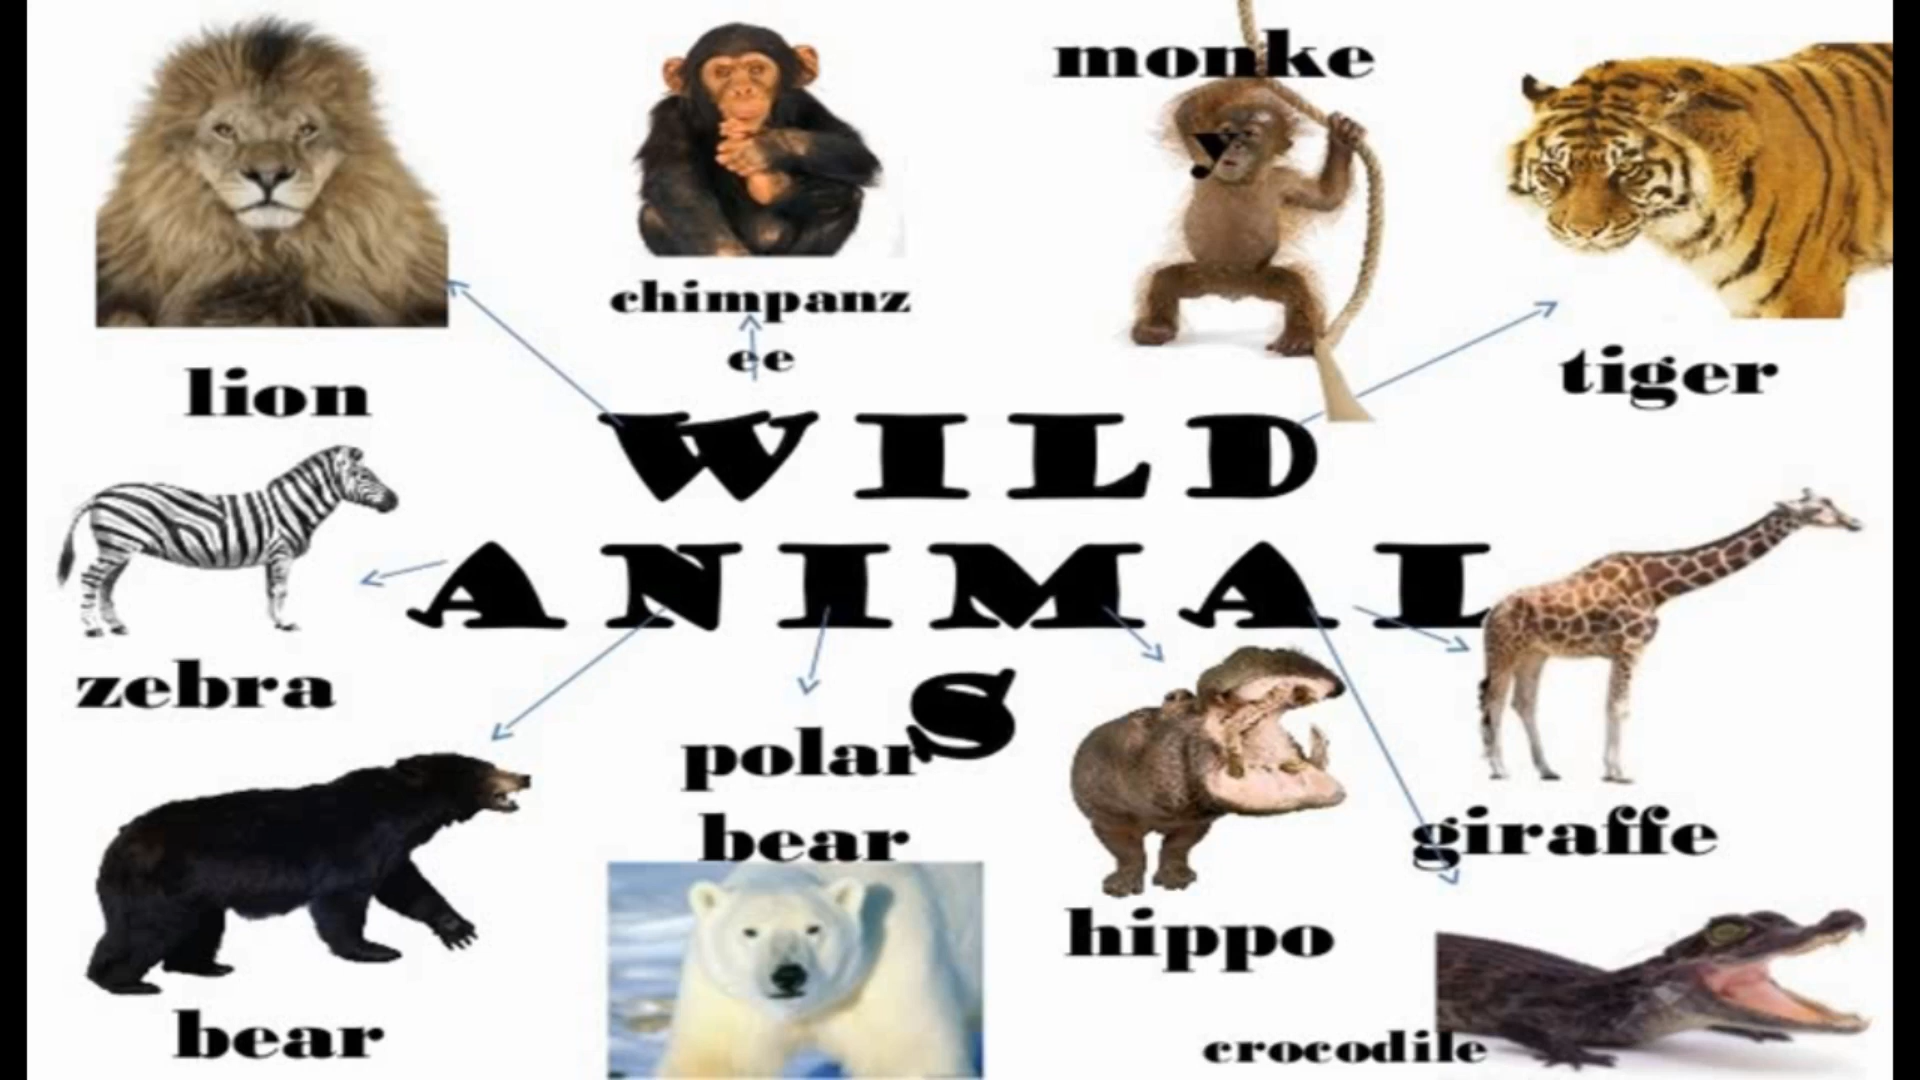 monke
y
chimpanz
ee
tiger
lion
WILD
ANIMAL
S
zebra
polar
bear
giraffe
hippo
bear
crocodile